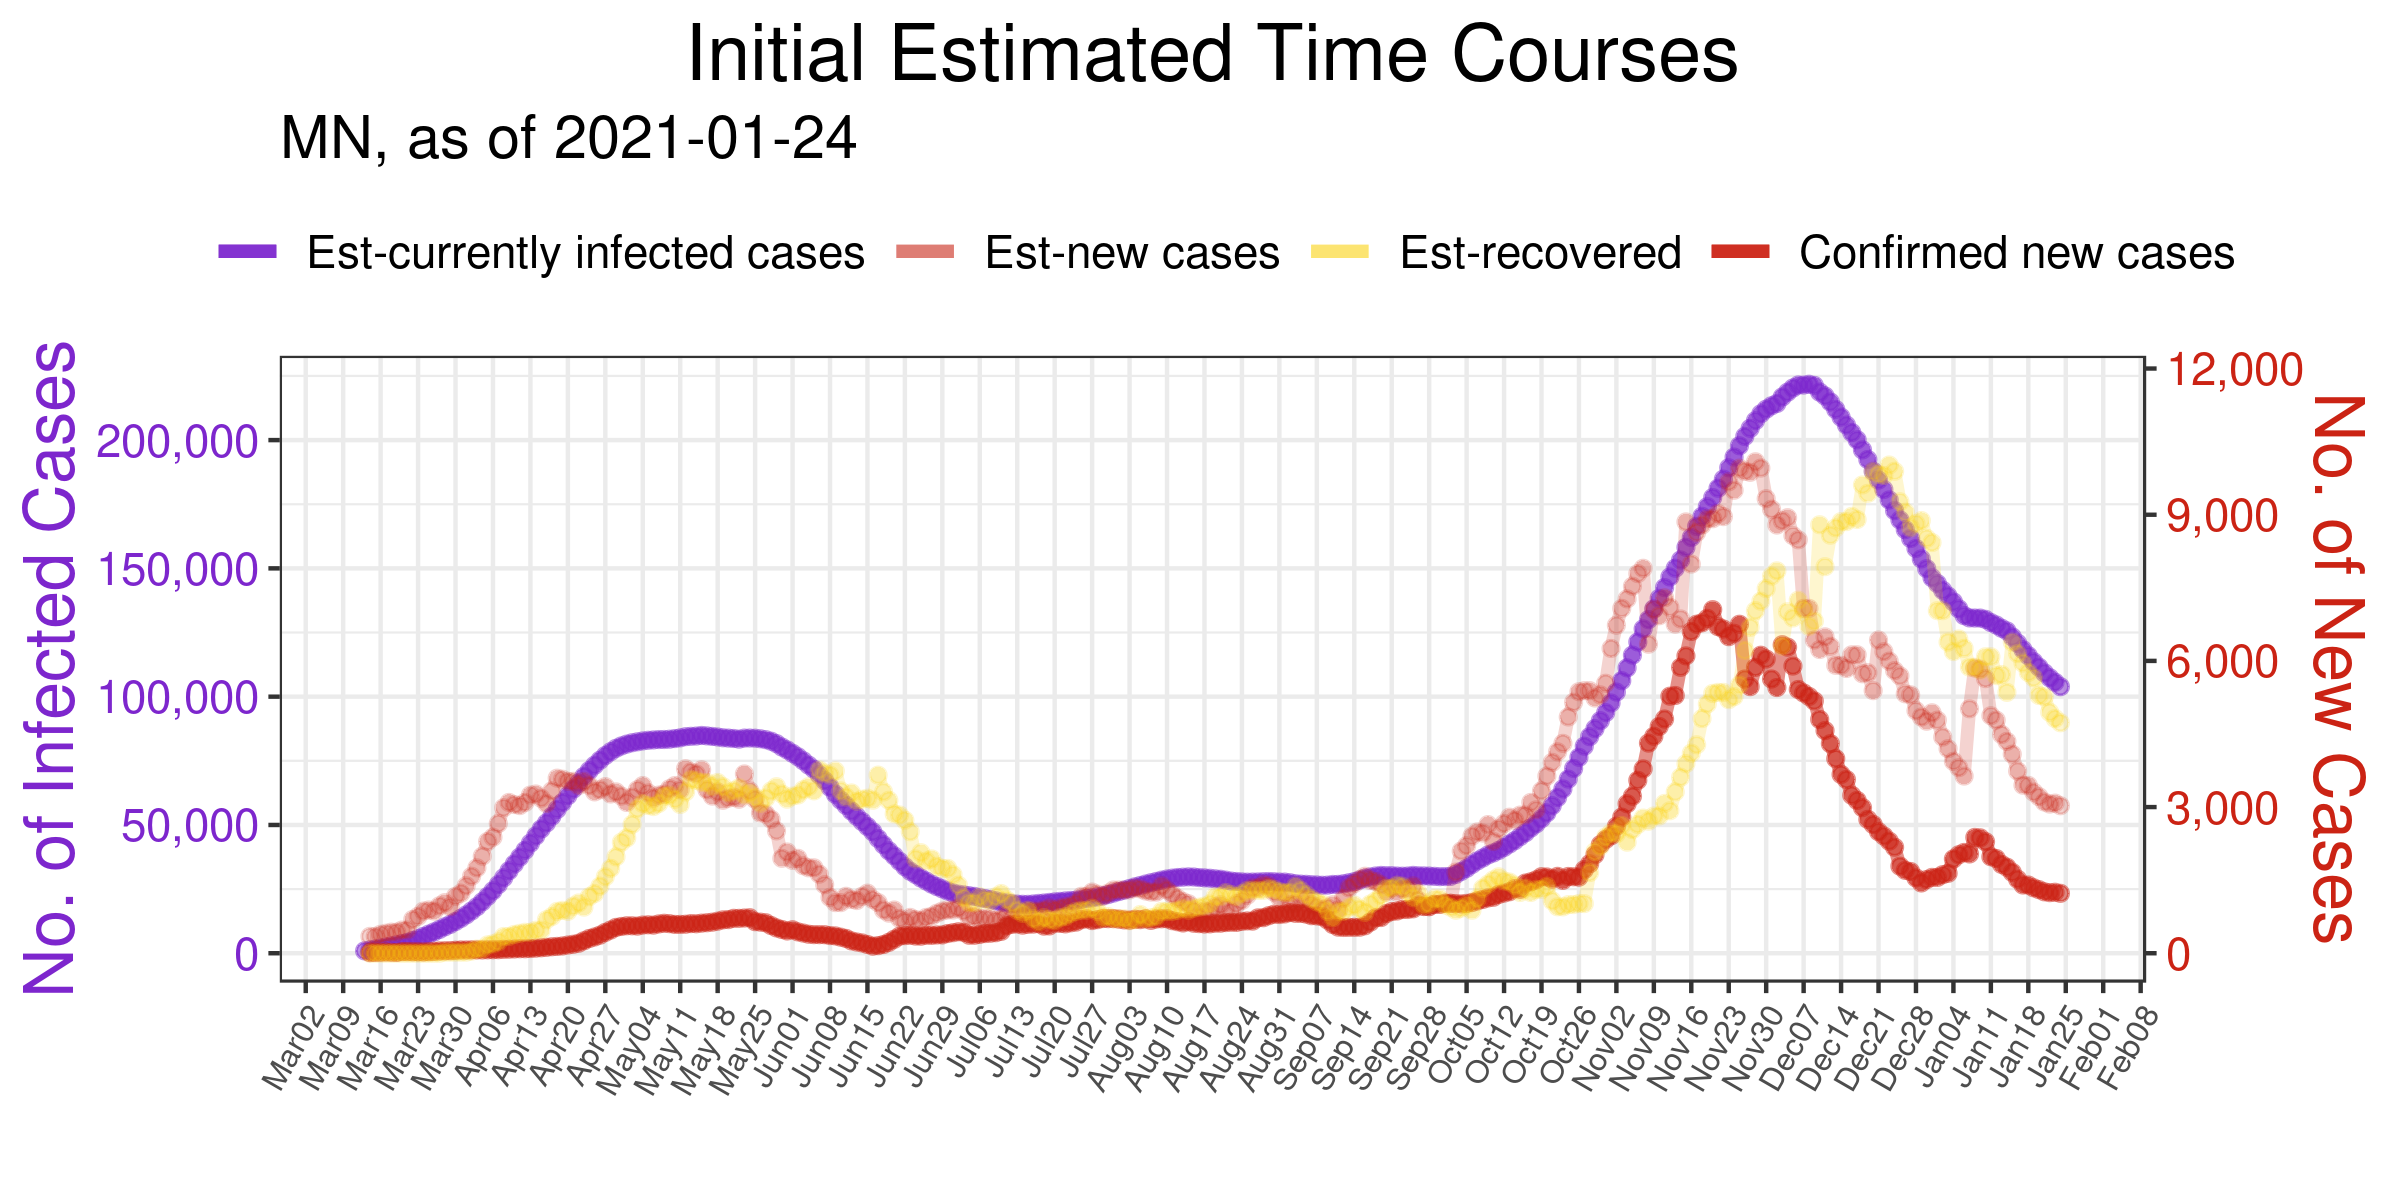 Initial Estimated Time Courses
MN, as of 2021-01-24
Est-currently infected cases
Est-new cases
Est-recovered
Confirmed new cases
No. of Infected Cases
200,000
150,000
100,000
50,000
0
12,000
9,000
6,000
3,000
0
No. of New Cases
Mar02
Mar09
Mar16
Mar23
Mar30
Apr06
Apr13
Apr20
Apr27
May04
May11
May18
May25
Jun01
Jun08
Jun15
Jun22
Jun29
Jul06
Jul13
Jul20
Jul27
Aug03
Aug10
Aug17
Aug24
Aug31
Sep07
Sep14
Sep21
Sep28
Oct05
Oct12
Oct19
Oct26
Nov02
Nov09
Nov16
Nov23
Nov30
Dec07
Dec14
Dec21
Dec28
Jan04
Jan11
Jan18
Jan25
Feb01
Feb08